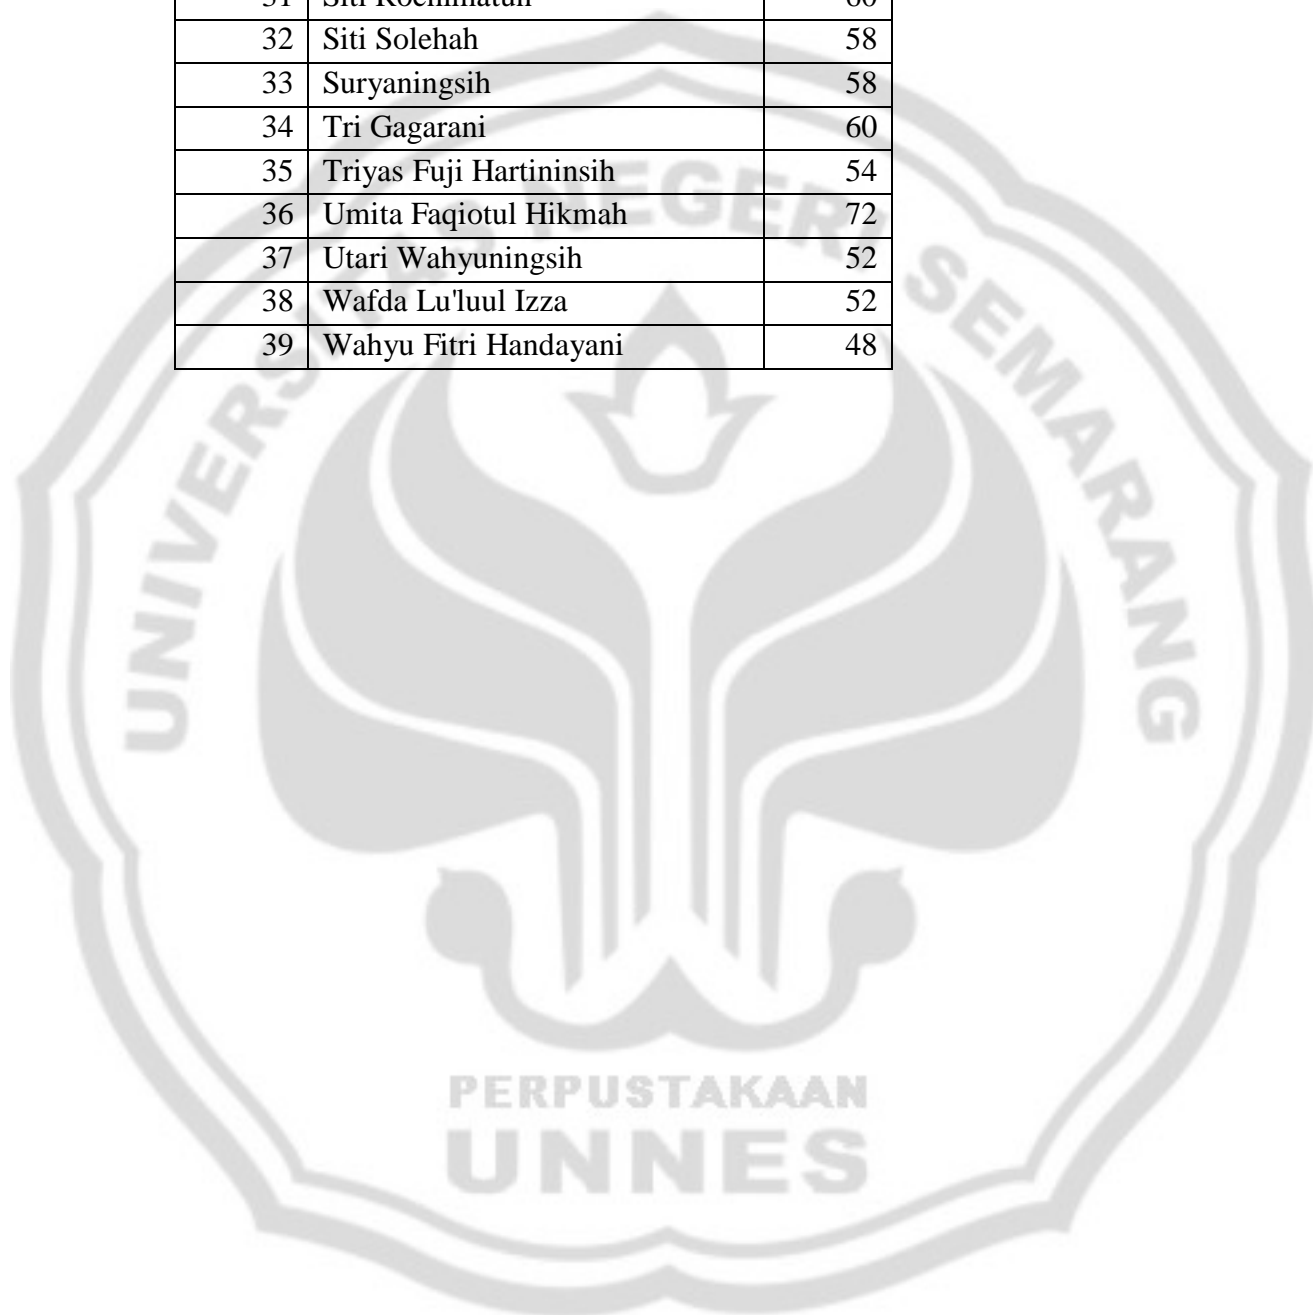 32 Siti Solehah 58
33 Suryaningsih 58
34 Tri Gagarani 60
35 Triyas Fuji Hartininsih 54
36 Umita Faqiotul Hikmah 72
37 Utari Wahyuningsih 52
38 Wafda Lu'luul Izza 52
39 Wahyu Fitri Handayani 48
UNIVERSITAS NEGERI SEMARANG
PERPUSTAKAAN
UNNES